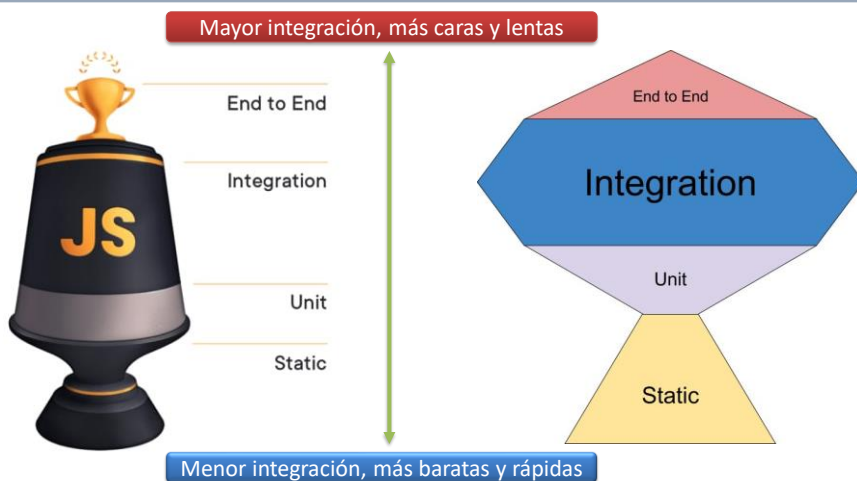 Mayor integración, más caras y lentas
End to End
Integration
JS
Unit
Static
End to End
Integration
Unit
Static
Menor integración, más baratas y rápidas